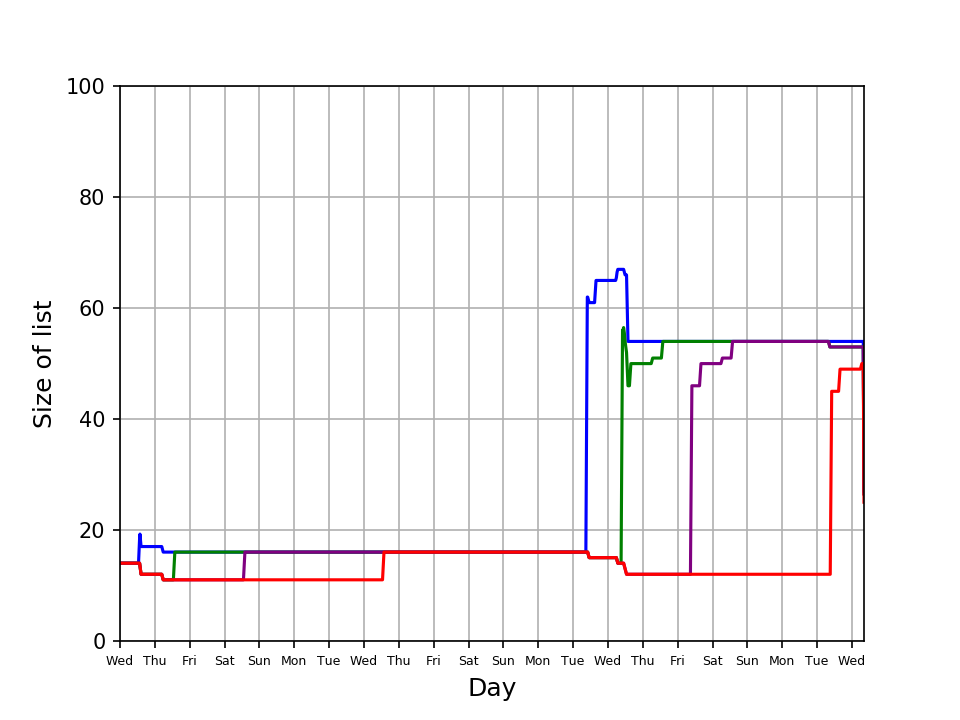 100
80
60
40
20
0
Size of list
Wed Thu Fri Sat Sun Mon Tue Wed Thu Fri Sat Sun Mon Tue Wed Thu Fri Sat Sun Mon Tue Wed
Day